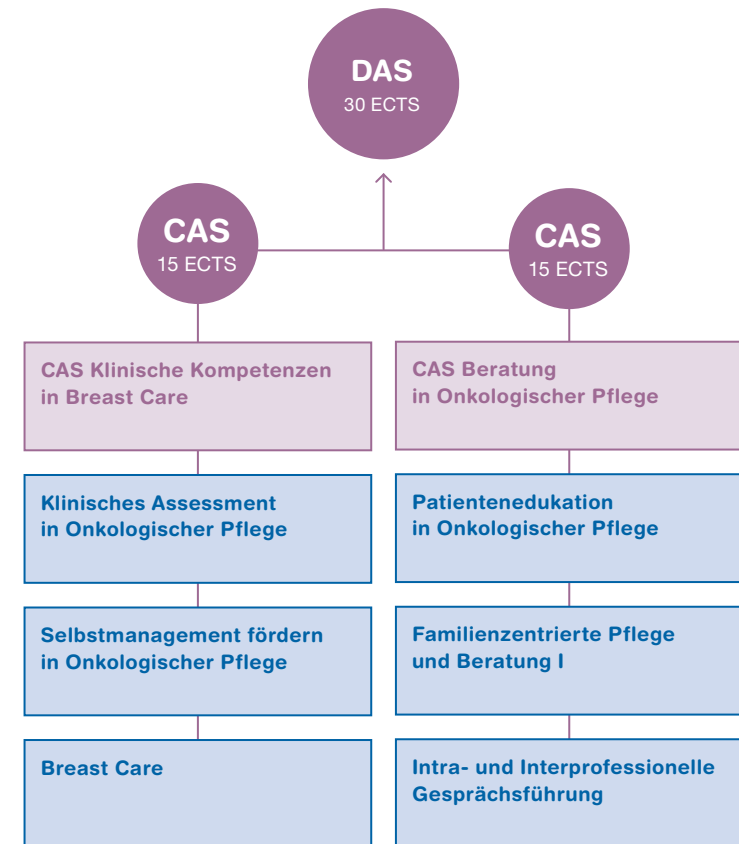 DAS
30 ECTS
CAS
15 ECTS
CAS
15 ECTS
CAS Klinische Kompetenzen
in Breast Care
CAS Beratung
in Onkologischer Pflege
Klinisches Assessment
in Onkologischer Pflege
Patientenedukation
in Onkologischer Pflege
Selbstmanagement fördern
in Onkologischer Pflege
Familienzentrierte Pflege
und Beratung I
Breast Care
Intra- und Interprofessionelle
Gesprächsführung